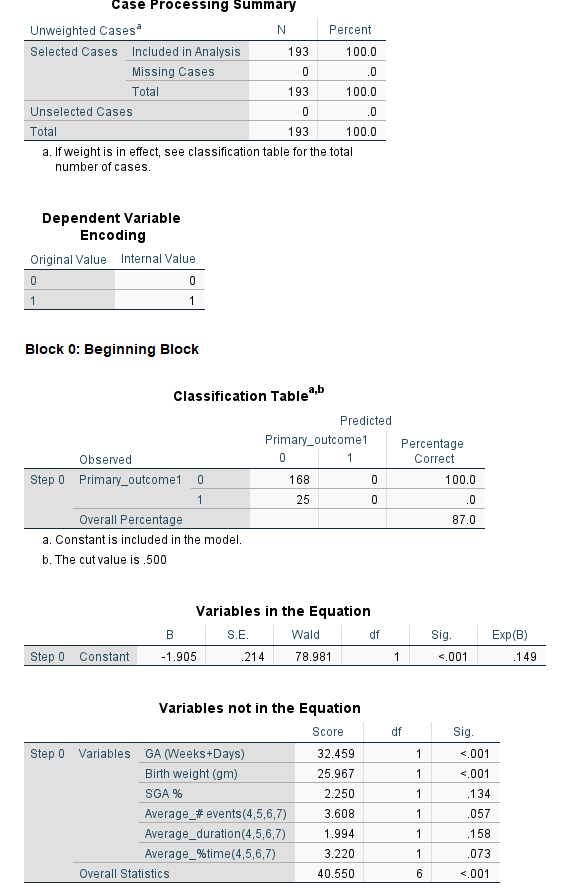 Case Processing Summary
Unweighted Cases^a N Percent
Selected Cases Included in Analysis 193 100.0
Missing Cases 0 .0
Total 193 100.0
Unselected Cases 0 .0
Total 193 100.0
a. If weight is in effect, see classification table for the total
number of cases.
Dependent Variable
Encoding
Original Value Internal Value
0 0
1 1
Block 0: Beginning Block
Classification Table^a,b
Predicted
Primary_outcome1 Percentage
Observed 0 1 Correct
Step 0 Primary_outcome1 0 168 0 100.0
1 25 0 .0
Overall Percentage 87.0
a. Constant is included in the model.
b. The cut value is .500
Variables in the Equation
B S.E. Wald df Sig. Exp(B)
Step 0 Constant -1.905 .214 78.981 1 <.001 .149
Variables not in the Equation
Score df Sig.
Step 0 Variables GA (Weeks+Days) 32.459 1 <.001
Birth weight (gm) 25.967 1 <.001
SGA % 2.250 1 .134
Average_# events(4,5,6,7) 3.608 1 .057
Average_duration(4,5,6,7) 1.994 1 .158
Average_%time(4,5,6,7) 3.220 1 .073
Overall Statistics 40.550 6 <.001